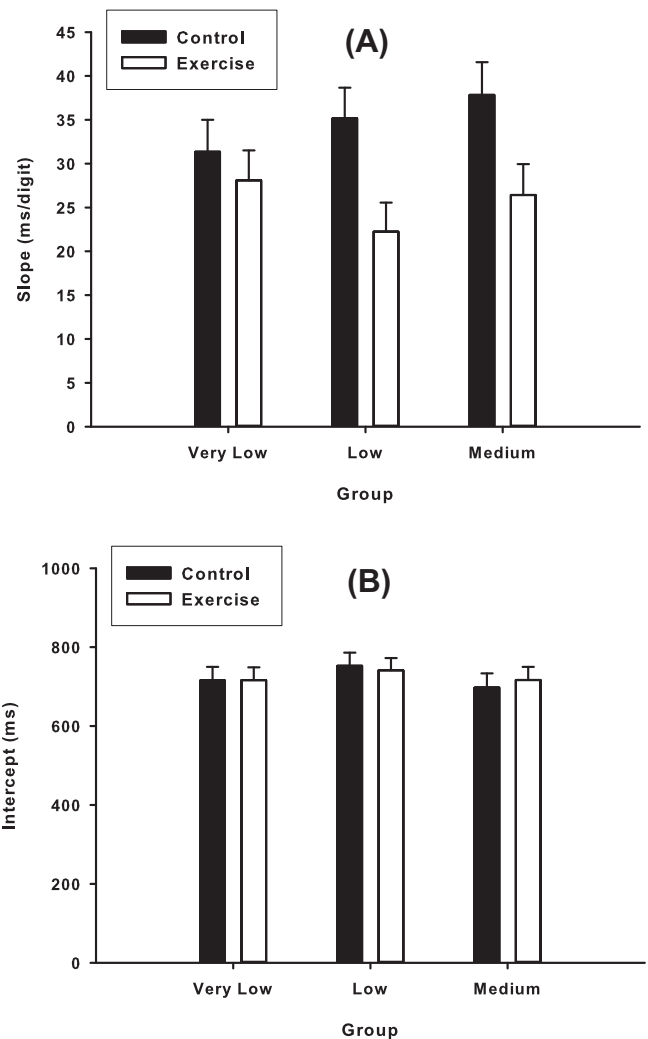 Control
Exercise
(A)
45
40
35
30
25
20
15
10
5
0
Slope (ms/digit)
Very Low Low Medium
Group
Control
Exercise
(B)
1000
800
600
400
200
0
Intercept (ms)
Very Low Low Medium
Group